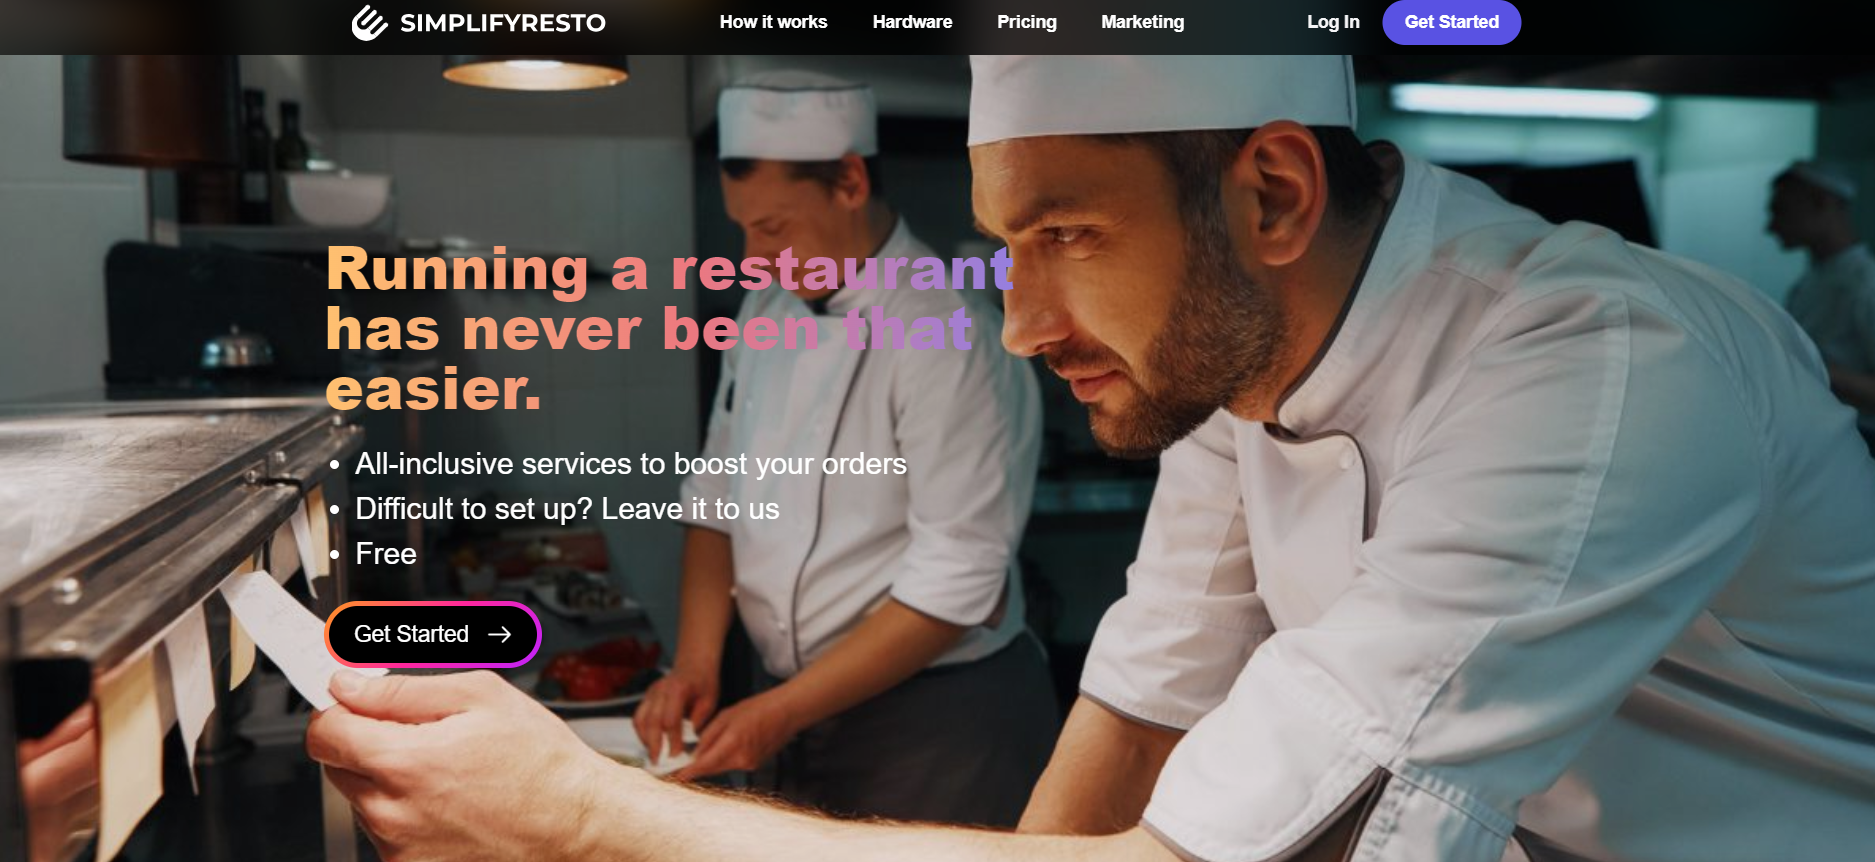 SIMPLIFYRESTO How it works Hardware Pricing Marketing Log In Get Started
Running a restaurant
has never been that
easier.
All-inclusive services to boost your orders
Difficult to set up? Leave it to us
Free
Get Started